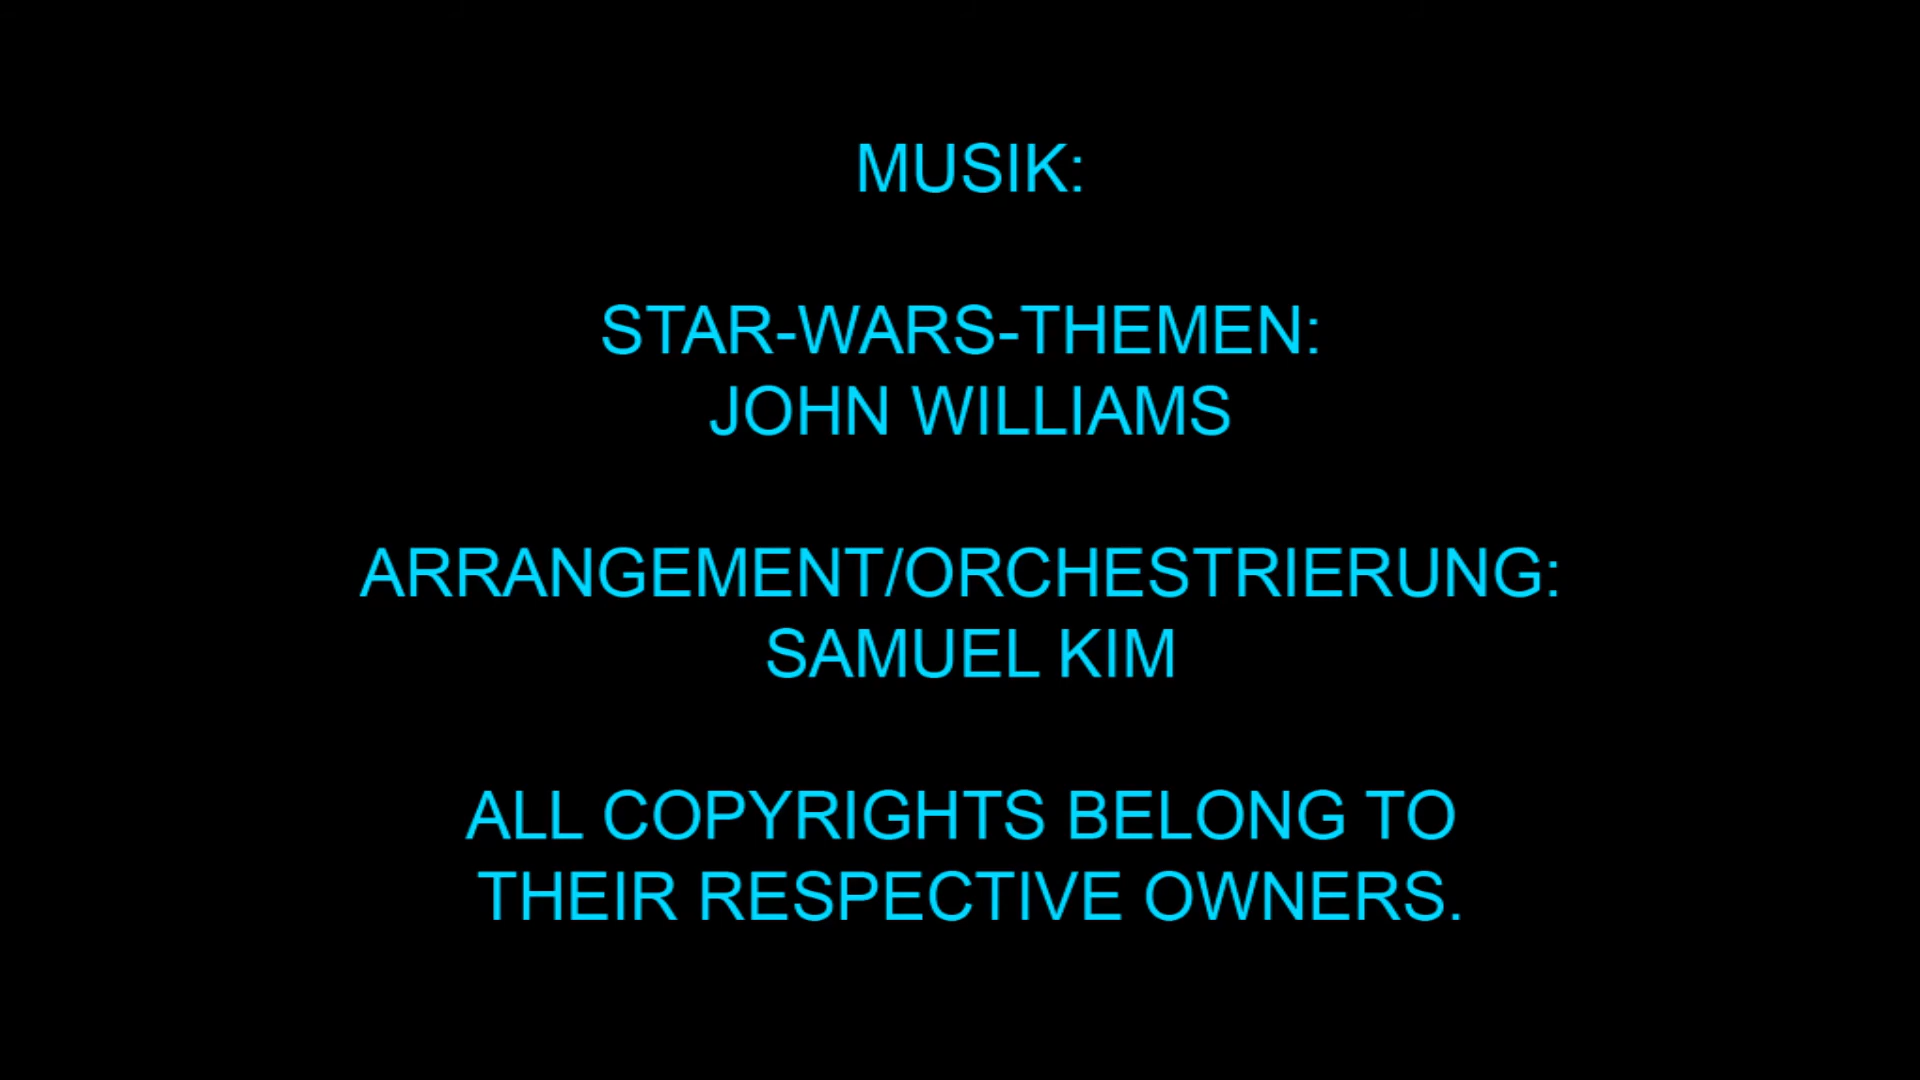 MUSIK:
STAR-WARS-THEMEN:
JOHN WILLIAMS
ARRANGEMENT/ORCHESTRIERUNG:
SAMUEL KIM
ALL COPYRIGHTS BELONG TO
THEIR RESPECTIVE OWNERS.